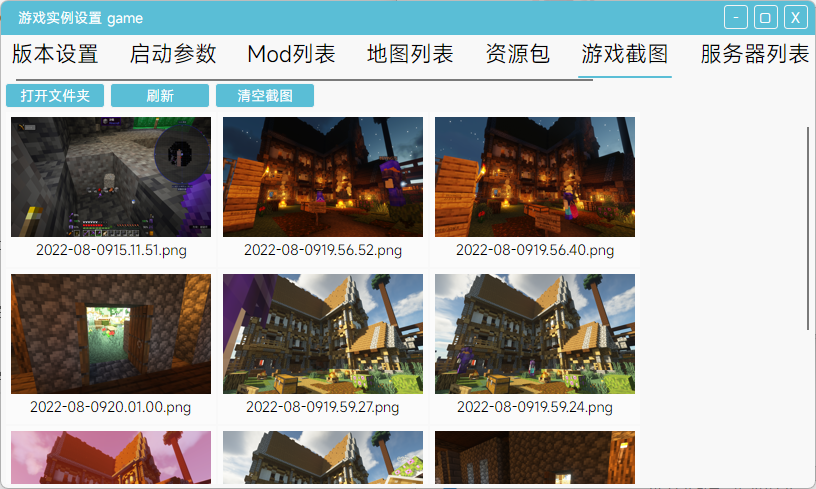 游戏实例设置 game
- ▢ X
版本设置 启动参数 Mod列表 地图列表 资源包 游戏截图 服务器列表
打开文件夹 刷新 清空截图
2022-08-0915.11.51.png 2022-08-0919.56.52.png 2022-08-0919.56.40.png
2022-08-0920.01.00.png 2022-08-0919.59.27.png 2022-08-0919.59.24.png